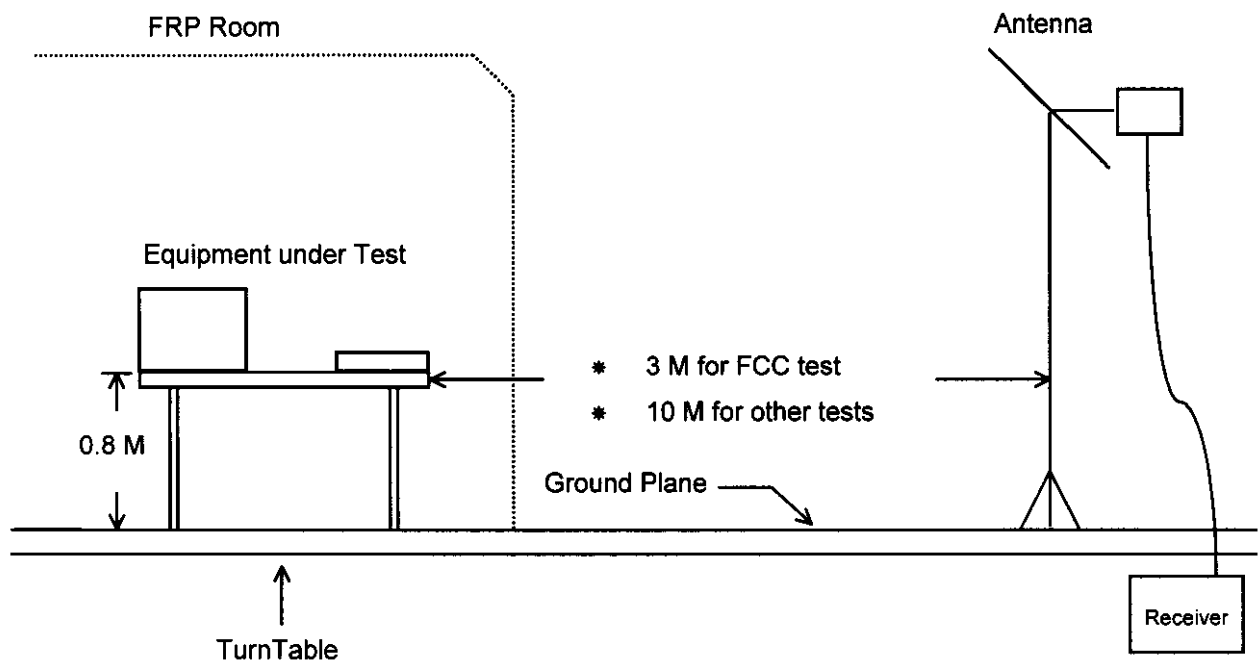 FRP Room
Antenna
Equipment under Test
* 3 M for FCC test
* 10 M for other tests
0.8 M
Ground Plane
Receiver
TurnTable